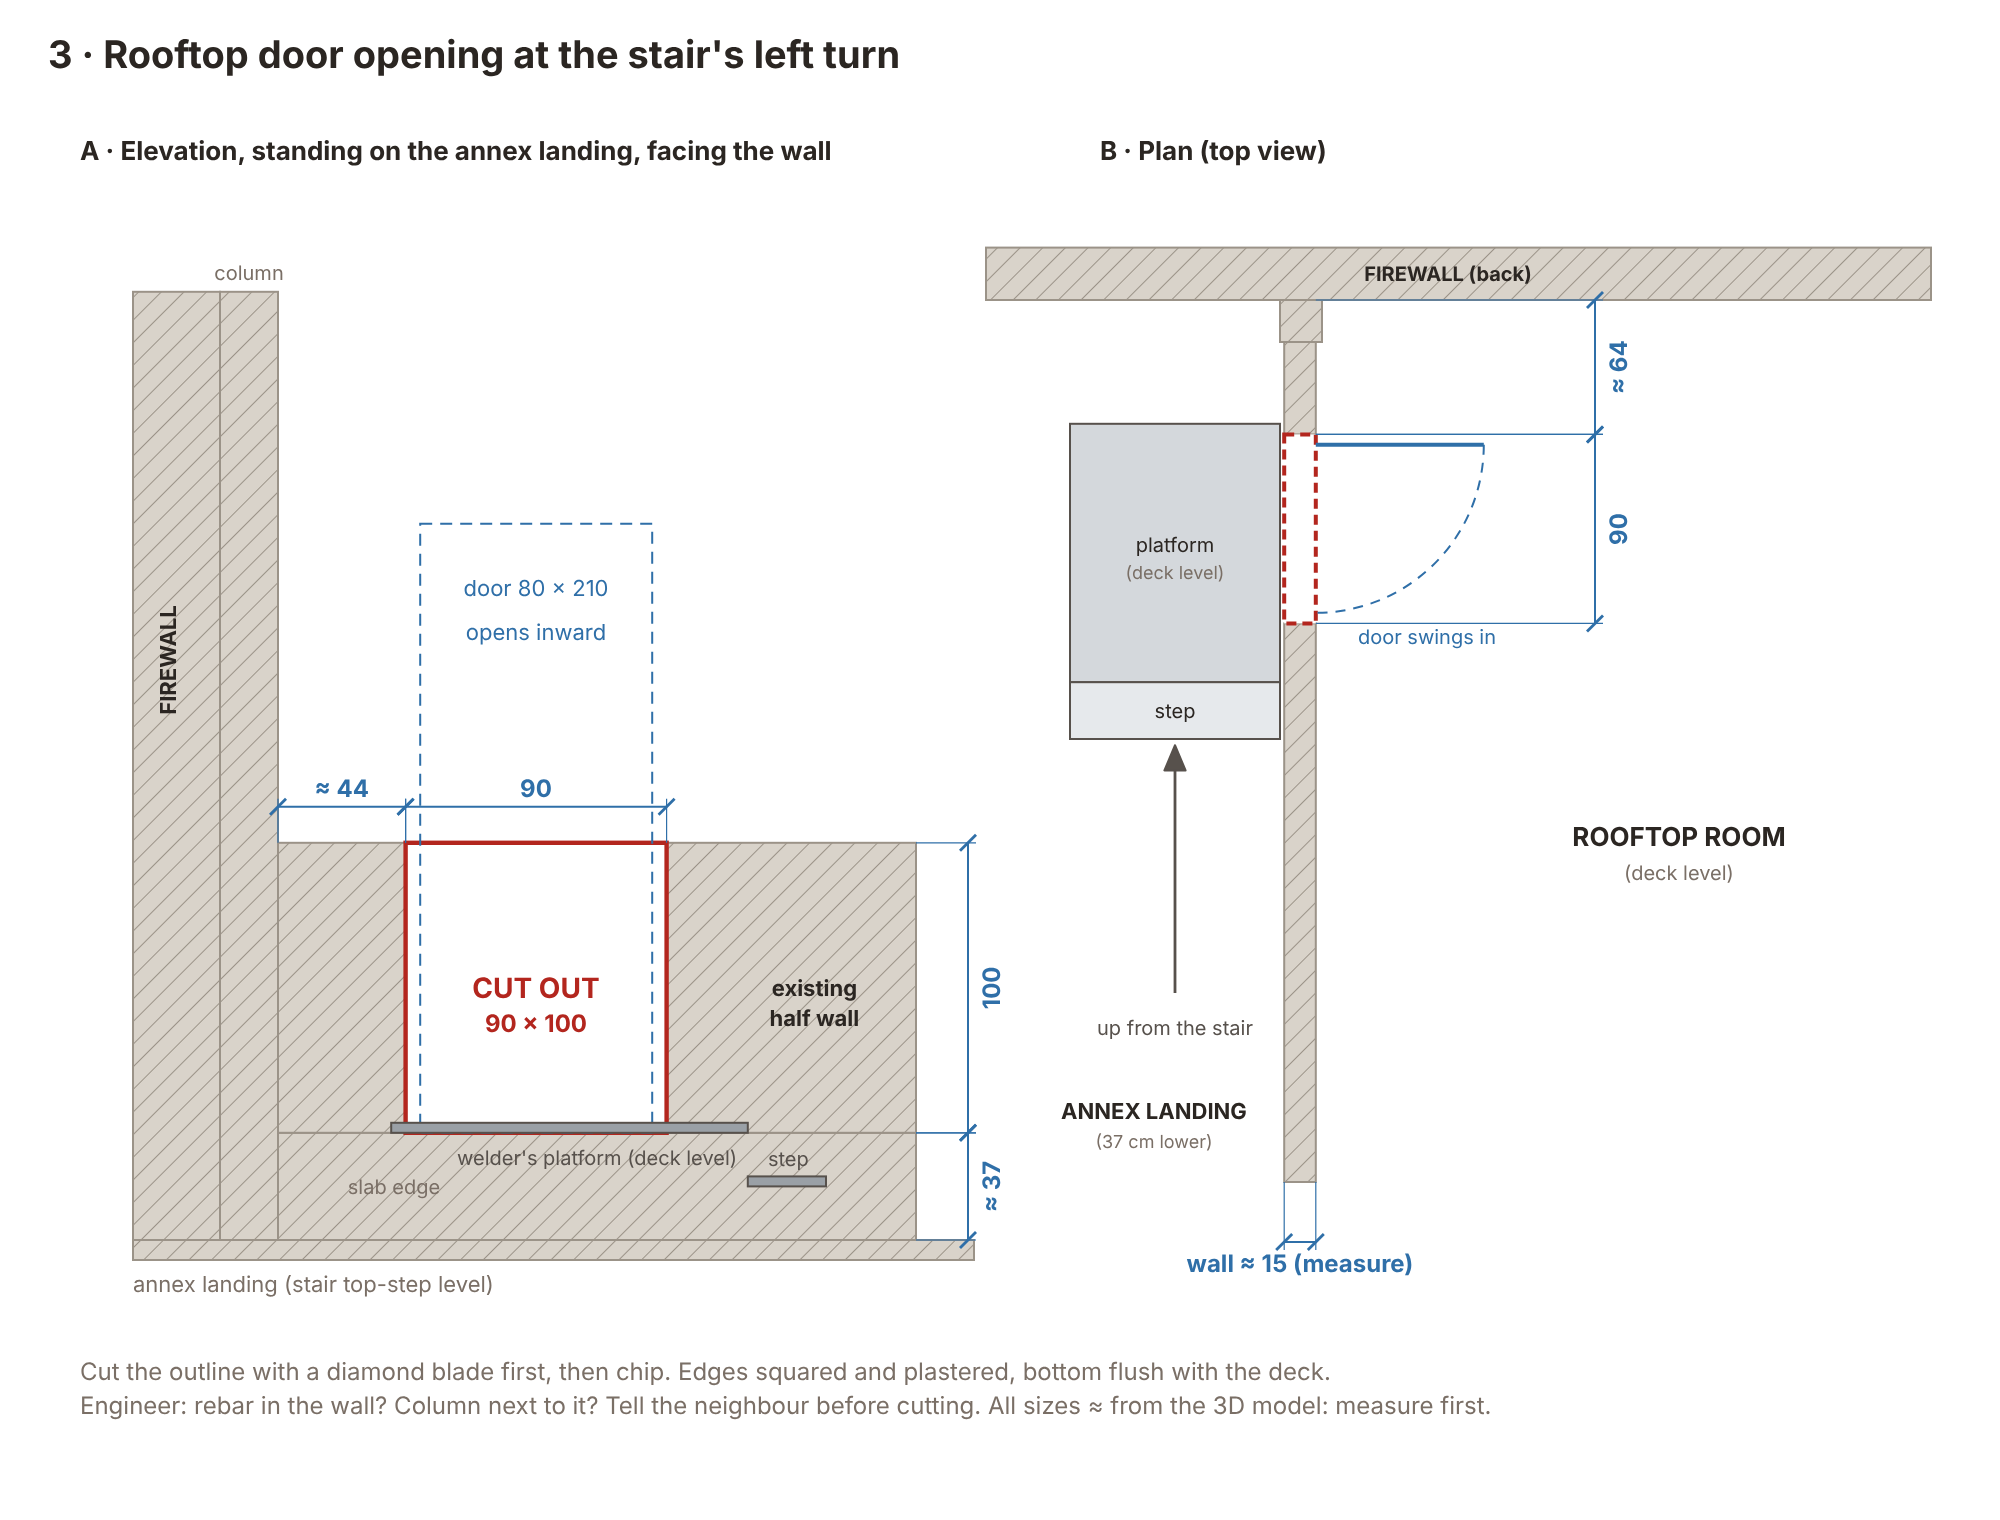 3 · Rooftop door opening at the stair's left turn
A · Elevation, standing on the annex landing, facing the wall
column
FIREWALL
door 80 × 210
opens inward
≈ 44
90
CUT OUT
90 × 100
existing
half wall
100
welder's platform (deck level)
step
slab edge
≈ 37
annex landing (stair top-step level)
B · Plan (top view)
FIREWALL (back)
≈ 64
90
platform
(deck level)
step
door swings in
up from the stair
ROOFTOP ROOM
(deck level)
ANNEX LANDING
(37 cm lower)
wall ≈ 15 (measure)
Cut the outline with a diamond blade first, then chip. Edges squared and plastered, bottom flush with the deck.
Engineer: rebar in the wall? Column next to it? Tell the neighbour before cutting. All sizes ≈ from the 3D model: measure first.